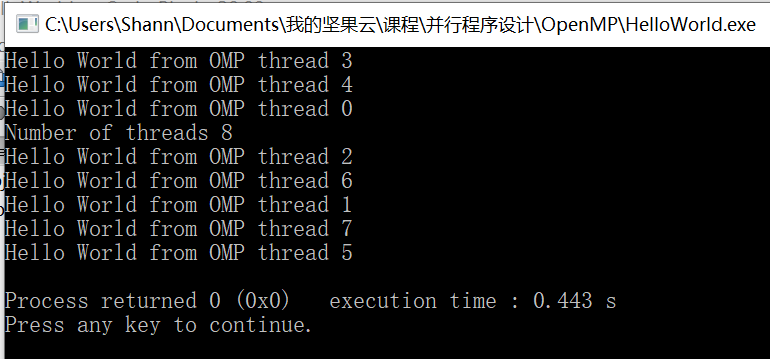 C:\Users\Shann\Documents\我的坚果云\课程\并行程序设计\OpenMP\HelloWorld.exe
Hello World from OMP thread 3
Hello World from OMP thread 4
Hello World from OMP thread 0
Number of threads 8
Hello World from OMP thread 2
Hello World from OMP thread 6
Hello World from OMP thread 1
Hello World from OMP thread 7
Hello World from OMP thread 5
Process returned 0 (0x0)   execution time : 0.443 s
Press any key to continue.